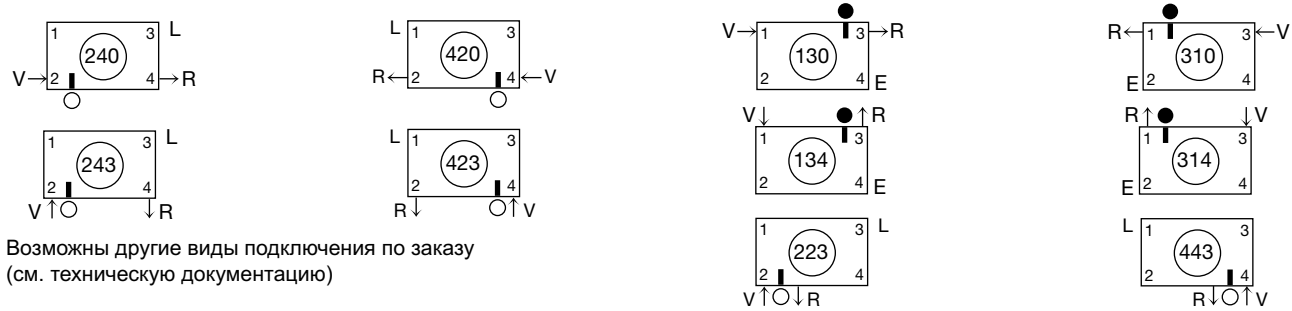 1 3 L
240
V 2 4 R
L 1 3
420
R 2 4 V
V 1 3 R
130
2 4 E
R 1 3 V
310
E 2 4
1 3 L
243
2 4
V R
L 1 3
423
2 4
R V
V R
1 3
134
2 4 E
R V
1 3
314
E 2 4
Возможны другие виды подключения по заказу
(см. техническую документацию)
1 3 L
223
2 4
V R
L 1 3
443
2 4
R V